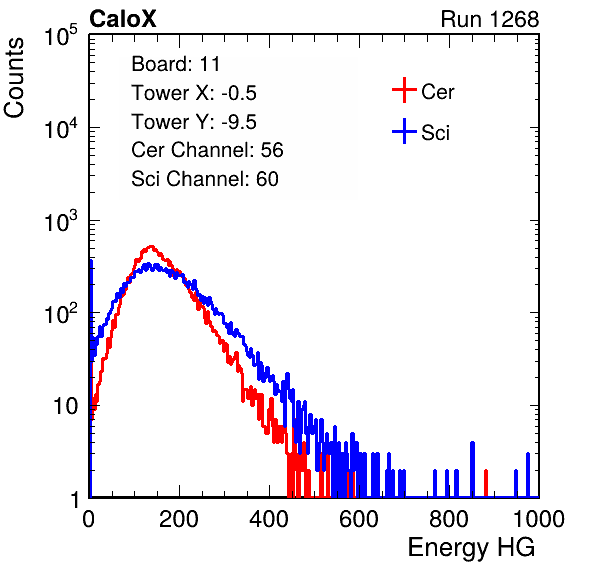 CaloX Run 1268
Board: 11
Tower X: -0.5
Tower Y: -9.5
Cer Channel: 56
Sci Channel: 60
Cer
Sci
Counts
10^5
10^4
10^3
10^2
10
1
0 200 400 600 800 1000
Energy HG